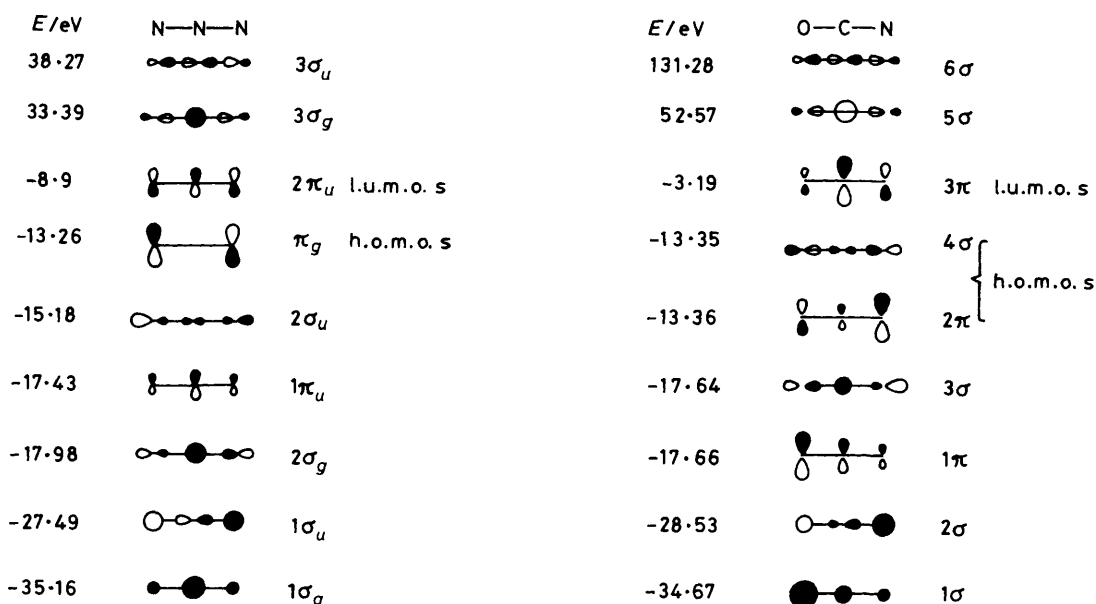 E/eV N—N—N
38·27 3σu
33·39 3σg
-8·9 2πu l.u.m.o.s
-13·26 πg h.o.m.o.s
-15·18 2σu
-17·43 1πu
-17·98 2σg
-27·49 1σu
-35·16 1σg
E/eV O—C—N
131·28 6σ
52·57 5σ
-3·19 3π l.u.m.o.s
-13·35 4σ
h.o.m.o.s
-13·36 2π
-17·64 3σ
-17·66 1π
-28·53 2σ
-34·67 1σ